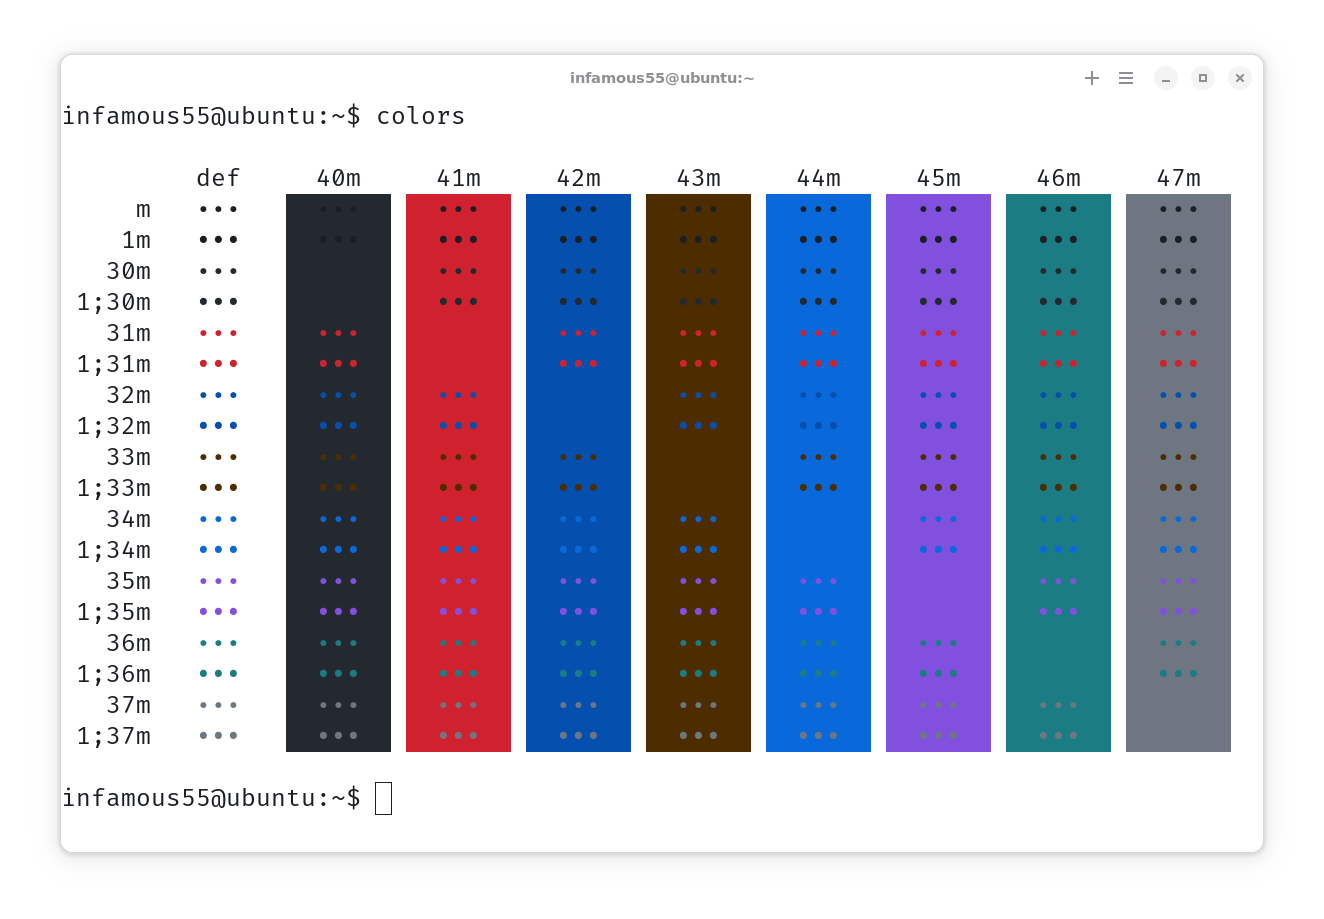 infamous55@ubuntu:~
infamous55@ubuntu:~$ colors
def 40m 41m 42m 43m 44m 45m 46m 47m
m ••• ••• ••• ••• ••• ••• ••• ••• •••
1m ••• ••• ••• ••• ••• ••• ••• ••• •••
30m ••• ••• ••• ••• ••• ••• ••• •••
1;30m ••• ••• ••• ••• ••• ••• ••• •••
31m ••• ••• ••• ••• ••• ••• ••• •••
1;31m ••• ••• ••• ••• ••• ••• ••• •••
32m ••• ••• ••• ••• ••• ••• ••• •••
1;32m ••• ••• ••• ••• ••• ••• ••• •••
33m ••• ••• ••• ••• ••• ••• ••• •••
1;33m ••• ••• ••• ••• ••• ••• ••• •••
34m ••• ••• ••• ••• ••• ••• ••• •••
1;34m ••• ••• ••• ••• ••• ••• ••• •••
35m ••• ••• ••• ••• ••• ••• ••• •••
1;35m ••• ••• ••• ••• ••• ••• ••• •••
36m ••• ••• ••• ••• ••• ••• ••• •••
1;36m ••• ••• ••• ••• ••• ••• ••• •••
37m ••• ••• ••• ••• ••• ••• ••• •••
1;37m ••• ••• ••• ••• ••• ••• ••• •••
infamous55@ubuntu:~$